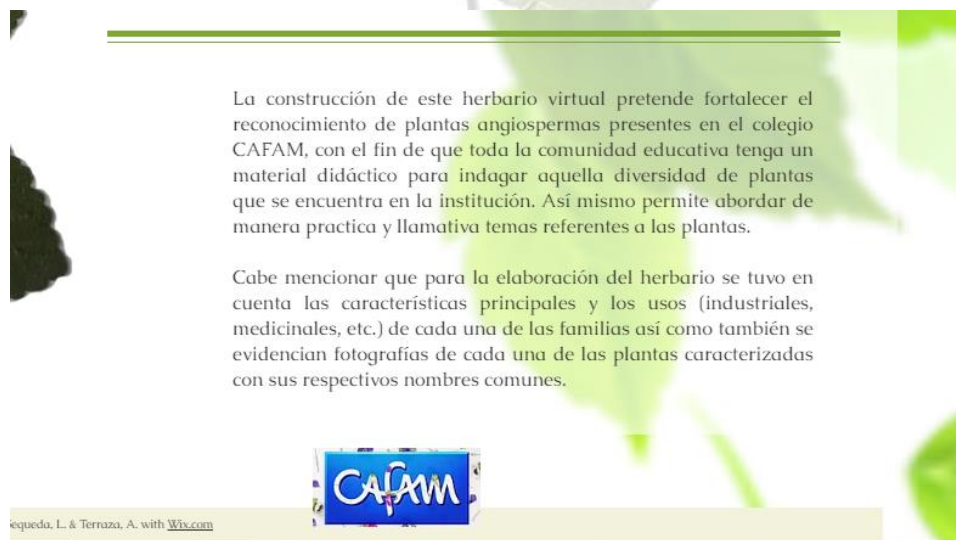 La construcción de este herbario virtual pretende fortalecer el
reconocimiento de plantas angiospermas presentes en el colegio
CAFAM, con el fin de que toda la comunidad educativa tenga un
material didáctico para indagar aquella diversidad de plantas
que se encuentra en la institución. Así mismo permite abordar de
manera practica y llamativa temas referentes a las plantas.
Cabe mencionar que para la elaboración del herbario se tuvo en
cuenta las características principales y los usos (industriales,
medicinales, etc.) de cada una de las familias así como también se
evidencian fotografías de cada una de las plantas caracterizadas
con sus respectivos nombres comunes.
CAFAM
equeda, L. & Terraza, A. with Wix.com